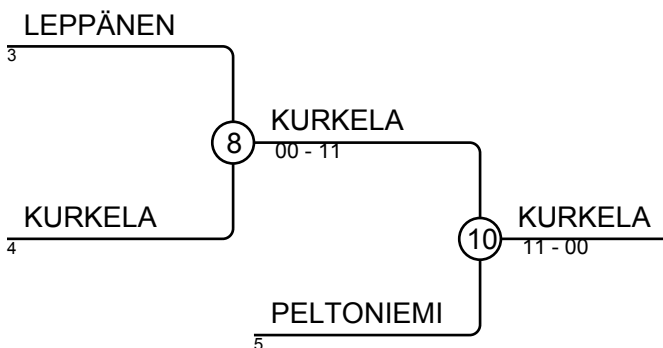 LEPPÄNEN
3
8
KURKELA
00 - 11
KURKELA
4
10
KURKELA
11 - 00
PELTONIEMI
5